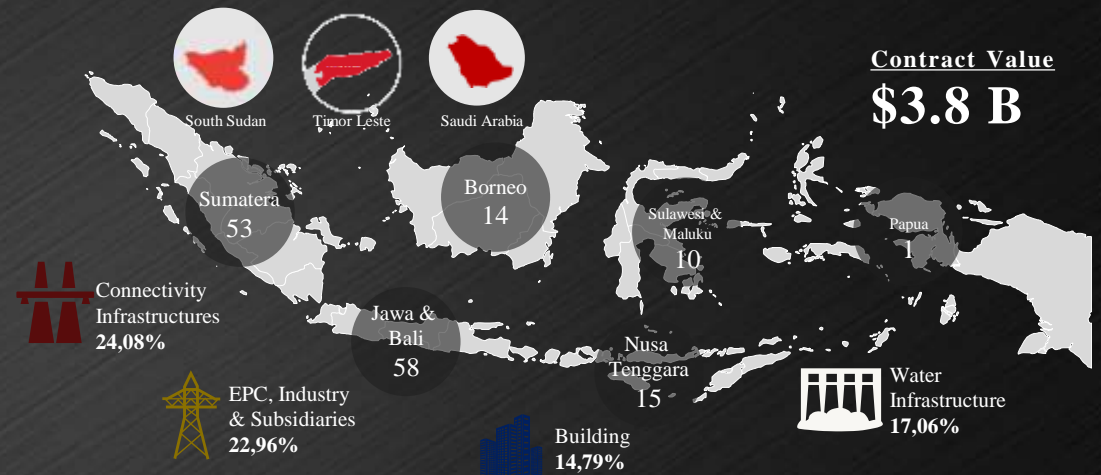 Contract Value
$3.8 B
South Sudan
Timor Leste
Saudi Arabia
Sumatera
53
Borneo
14
Sulawesi &
Maluku
10
Papua
1
Connectivity
Infrastructures
24,08%
Jawa &
Bali
58
Nusa
Tenggara
15
EPC, Industry
& Subsidiaries
22,96%
Building
14,79%
Water
Infrastructure
17,06%